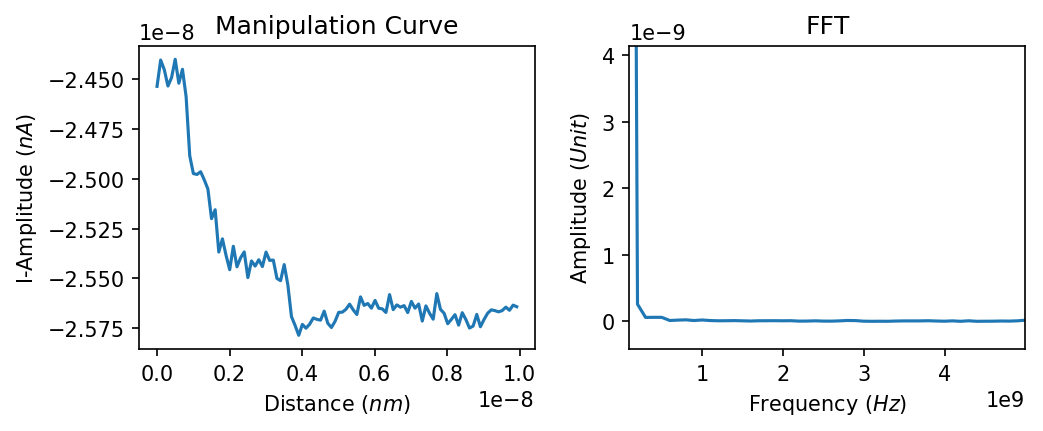 Manipulation Curve
1e−8
−2.450
−2.475
−2.500
−2.525
−2.550
−2.575
I-Amplitude (nA)
0.0 0.2 0.4 0.6 0.8 1.0
1e−8
Distance (nm)
FFT
1e−9
4
3
2
1
0
Amplitude (Unit)
1 2 3 4
1e9
Frequency (Hz)